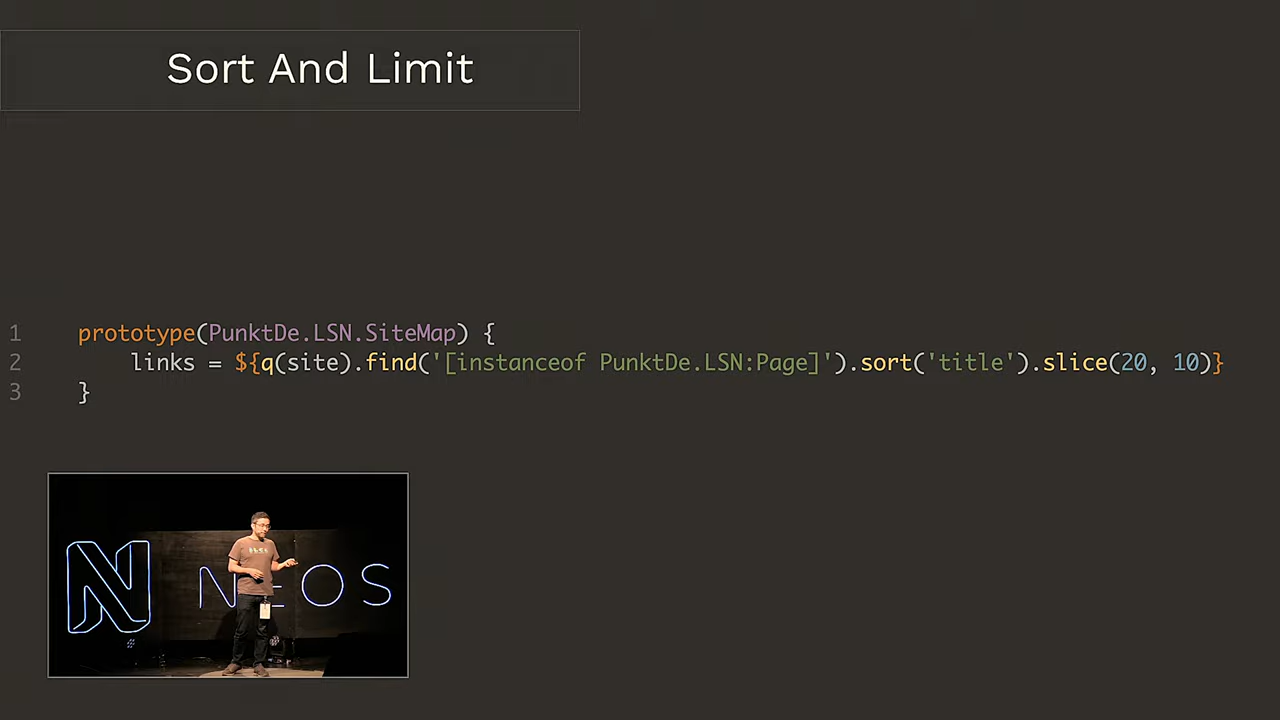 Sort And Limit
1 prototype(PunktDe.LSN.SiteMap) {
2 links = ${q(site).find('[instanceof PunktDe.LSN:Page]').sort('title').slice(20, 10)}
3 }
N NEOS